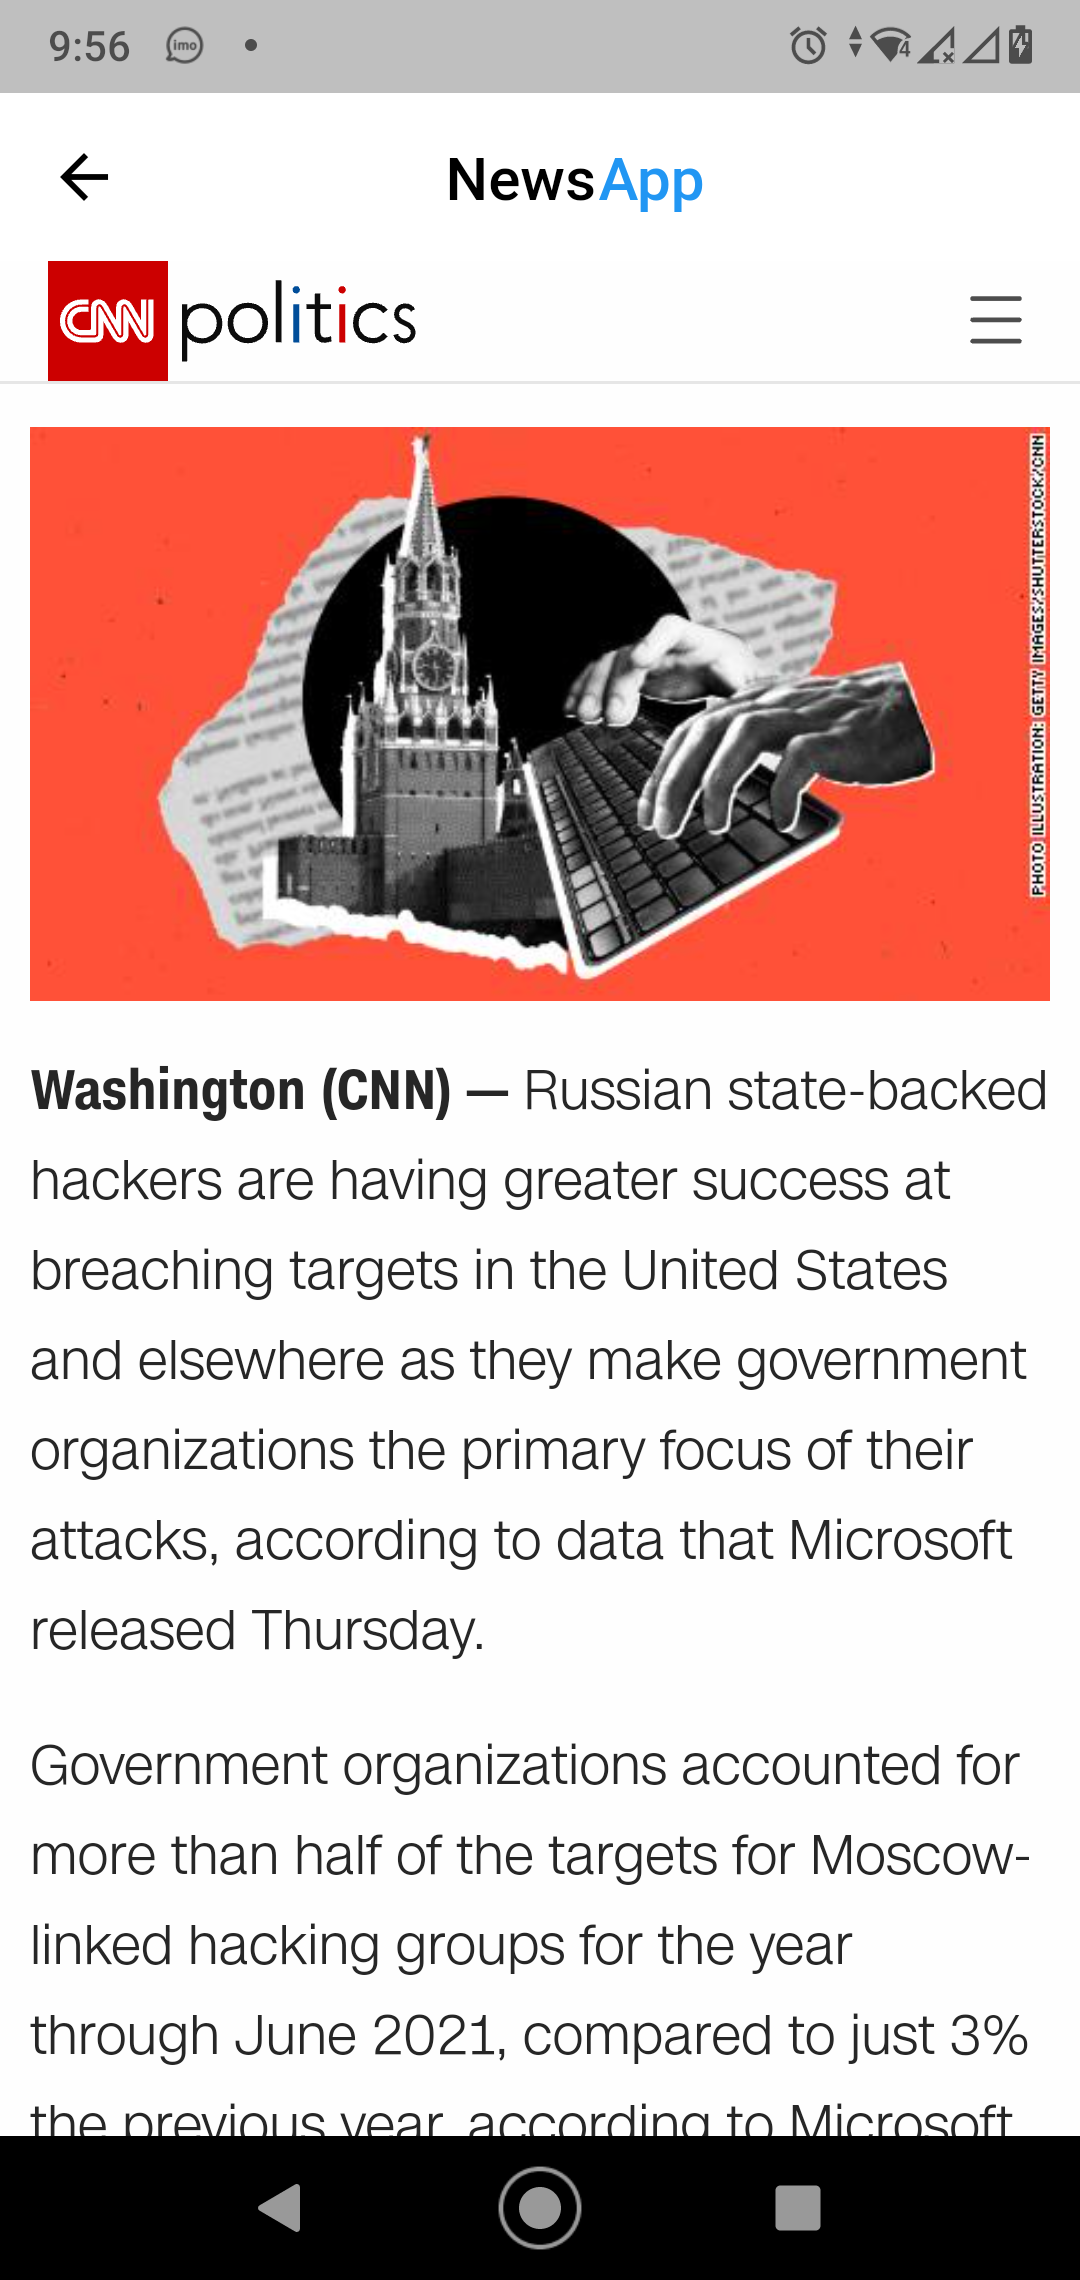 9:56 imo 4
NewsApp
CNN politics
PHOTO ILLUSTRATION: GETTY IMAGES/SHUTTERSTOCK/CNN
Washington (CNN) — Russian state-backed
hackers are having greater success at
breaching targets in the United States
and elsewhere as they make government
organizations the primary focus of their
attacks, according to data that Microsoft
released Thursday.
Government organizations accounted for
more than half of the targets for Moscow-
linked hacking groups for the year
through June 2021, compared to just 3%
the previous year, according to Microsoft